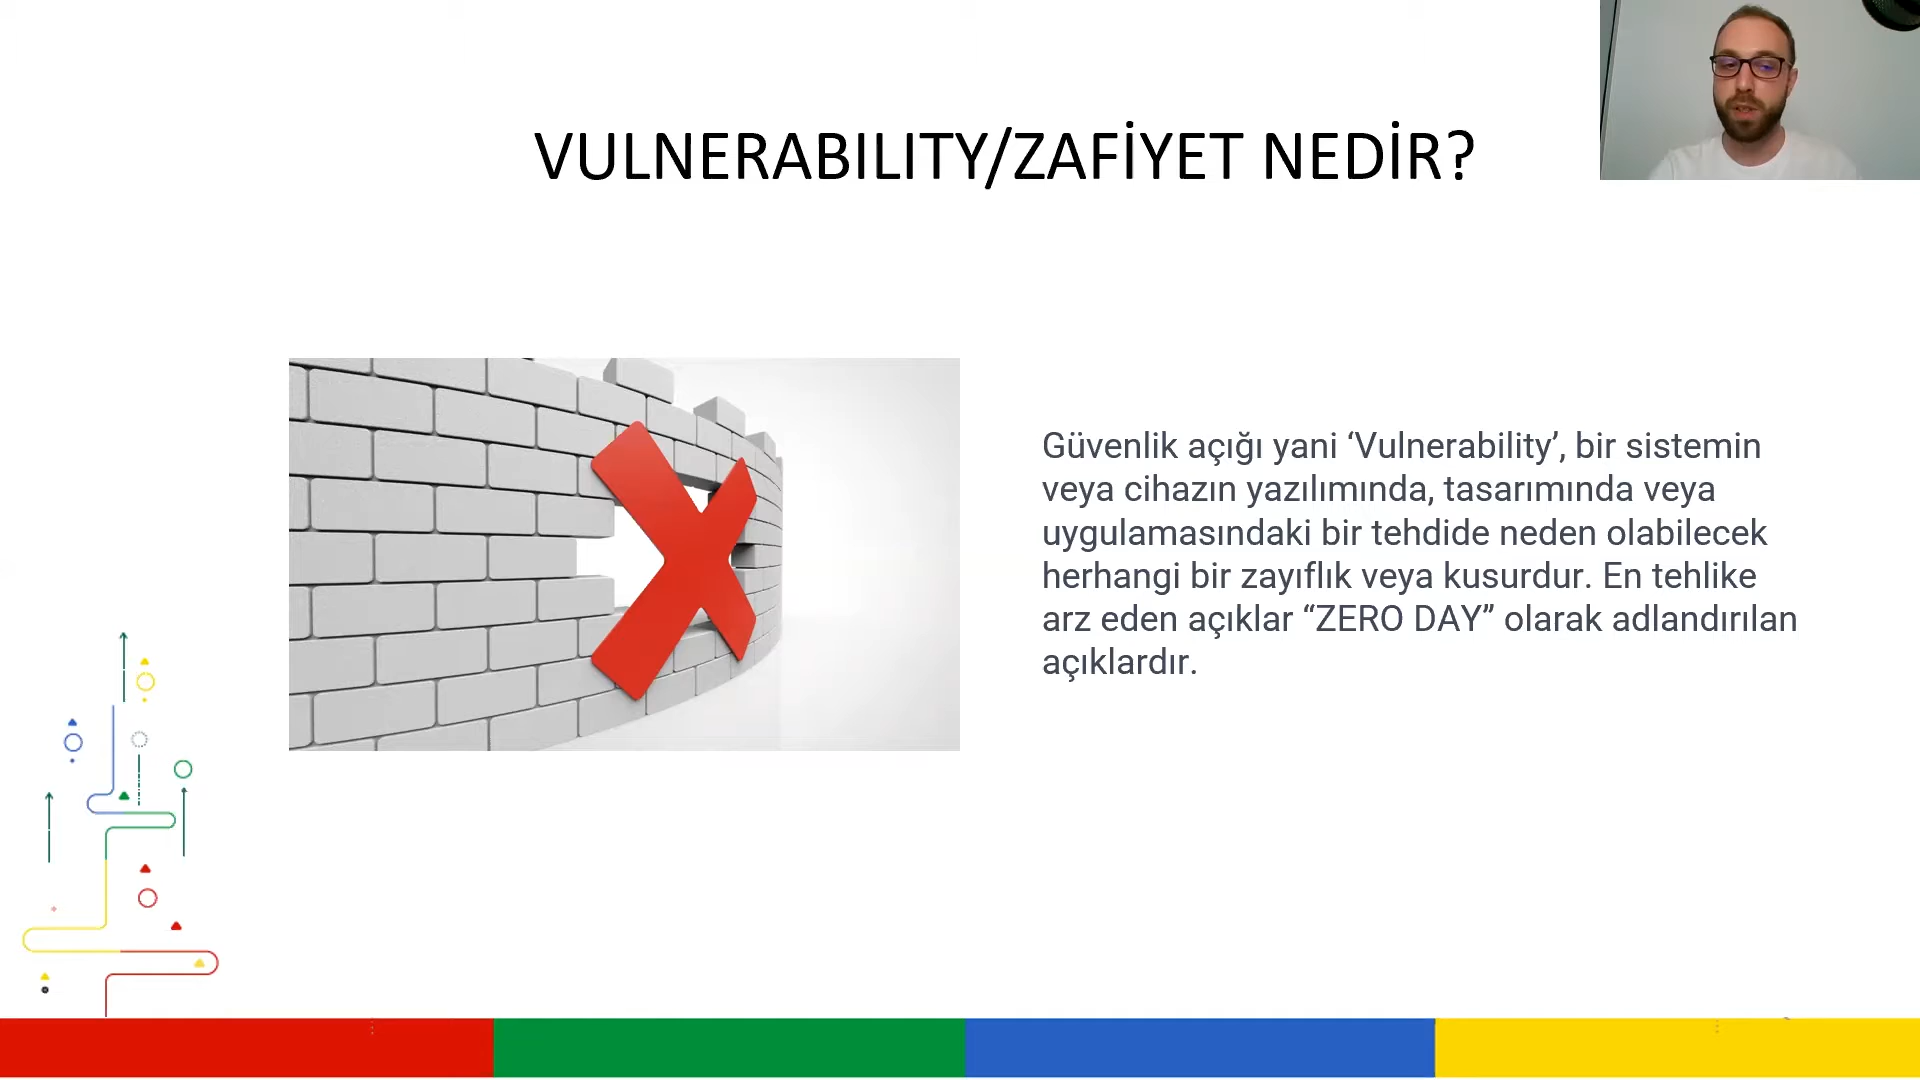 VULNERABILITY/ZAFİYET NEDİR?
Güvenlik açığı yani ‘Vulnerability’, bir sistemin
veya cihazın yazılımında, tasarımında veya
uygulamasındaki bir tehdide neden olabilecek
herhangi bir zayıflık veya kusurdur. En tehlike
arz eden açıklar “ZERO DAY” olarak adlandırılan
açıklardır.